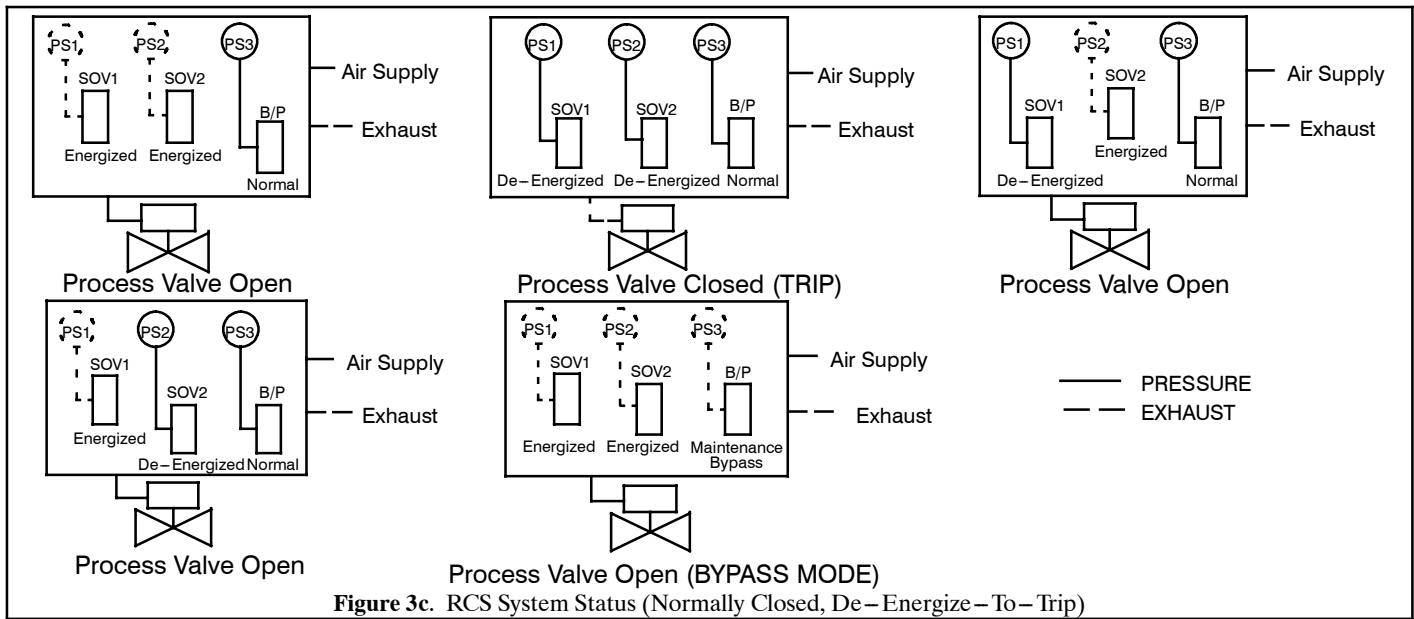 PS1 PS2 PS3
SOV1 SOV2
B/P
Energized Energized
Normal
Air Supply
Exhaust
Process Valve Open
PS1 PS2 PS3
SOV1 SOV2 B/P
De-Energized De-Energized Normal
Air Supply
Exhaust
Process Valve Closed (TRIP)
PS1 PS2 PS3
SOV2
SOV1 B/P
Energized
De-Energized Normal
Air Supply
Exhaust
Process Valve Open
PS1 PS2 PS3
SOV1
SOV2 B/P
Energized
De-Energized Normal
Air Supply
Exhaust
Process Valve Open
PS1 PS2 PS3
SOV1 SOV2 B/P
Energized Energized Maintenance
Bypass
Air Supply
Exhaust
Process Valve Open (BYPASS MODE)
PRESSURE
EXHAUST
Figure 3c. RCS System Status (Normally Closed, De-Energize-To-Trip)